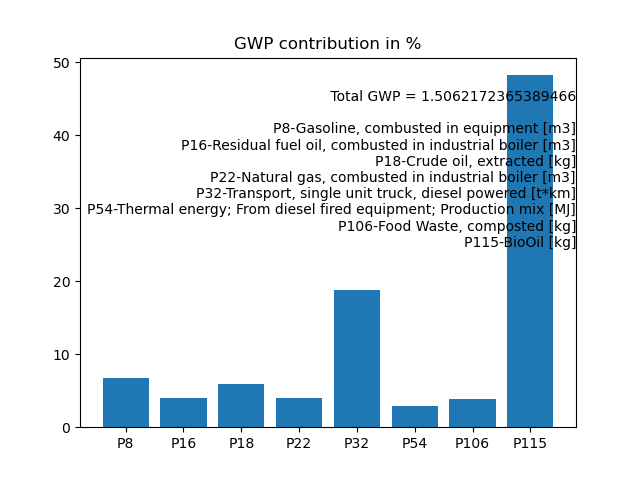 GWP contribution in %
50
Total GWP = 1.5062172365389466
P8-Gasoline, combusted in equipment [m3]
40
P16-Residual fuel oil, combusted in industrial boiler [m3]
P18-Crude oil, extracted [kg]
P22-Natural gas, combusted in industrial boiler [m3]
P32-Transport, single unit truck, diesel powered [t*km]
30
P54-Thermal energy; From diesel fired equipment; Production mix [MJ]
P106-Food Waste, composted [kg]
P115-BioOil [kg]
20
10
0
P8 P16 P18 P22 P32 P54 P106 P115